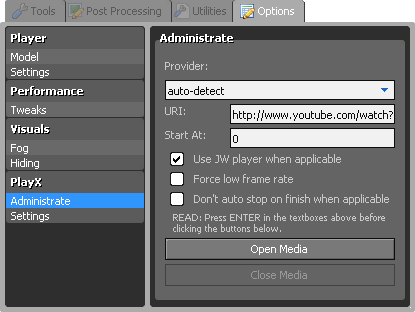 Tools
Post Processing
Utilities
Options
Player
Model
Settings
Performance
Tweaks
Visuals
Fog
Hiding
PlayX
Administrate
Settings
Administrate
Provider:
auto-detect
URI:
http://www.youtube.com/watch?
Start At:
0
Use JW player when applicable
Force low frame rate
Don't auto stop on finish when applicable
READ: Press ENTER in the textboxes above before
clicking the buttons below.
Open Media
Close Media